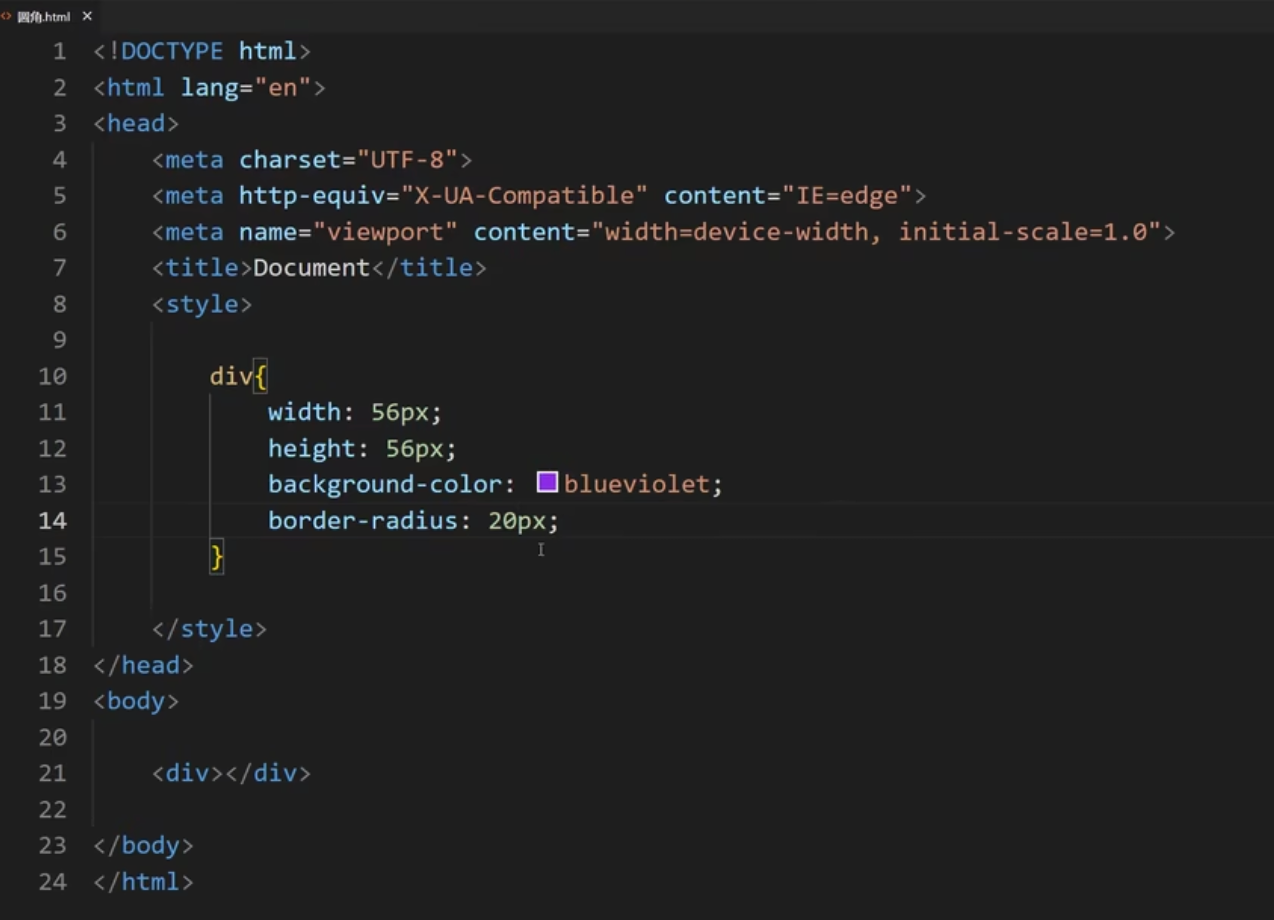 圆角.html ×
1 <!DOCTYPE html>
2 <html lang="en">
3 <head>
4     <meta charset="UTF-8">
5     <meta http-equiv="X-UA-Compatible" content="IE=edge">
6     <meta name="viewport" content="width=device-width, initial-scale=1.0">
7     <title>Document</title>
8     <style>
9
10         div{
11             width: 56px;
12             height: 56px;
13             background-color: blueviolet;
14             border-radius: 20px;
15         }
16
17     </style>
18 </head>
19 <body>
20
21     <div></div>
22
23 </body>
24 </html>